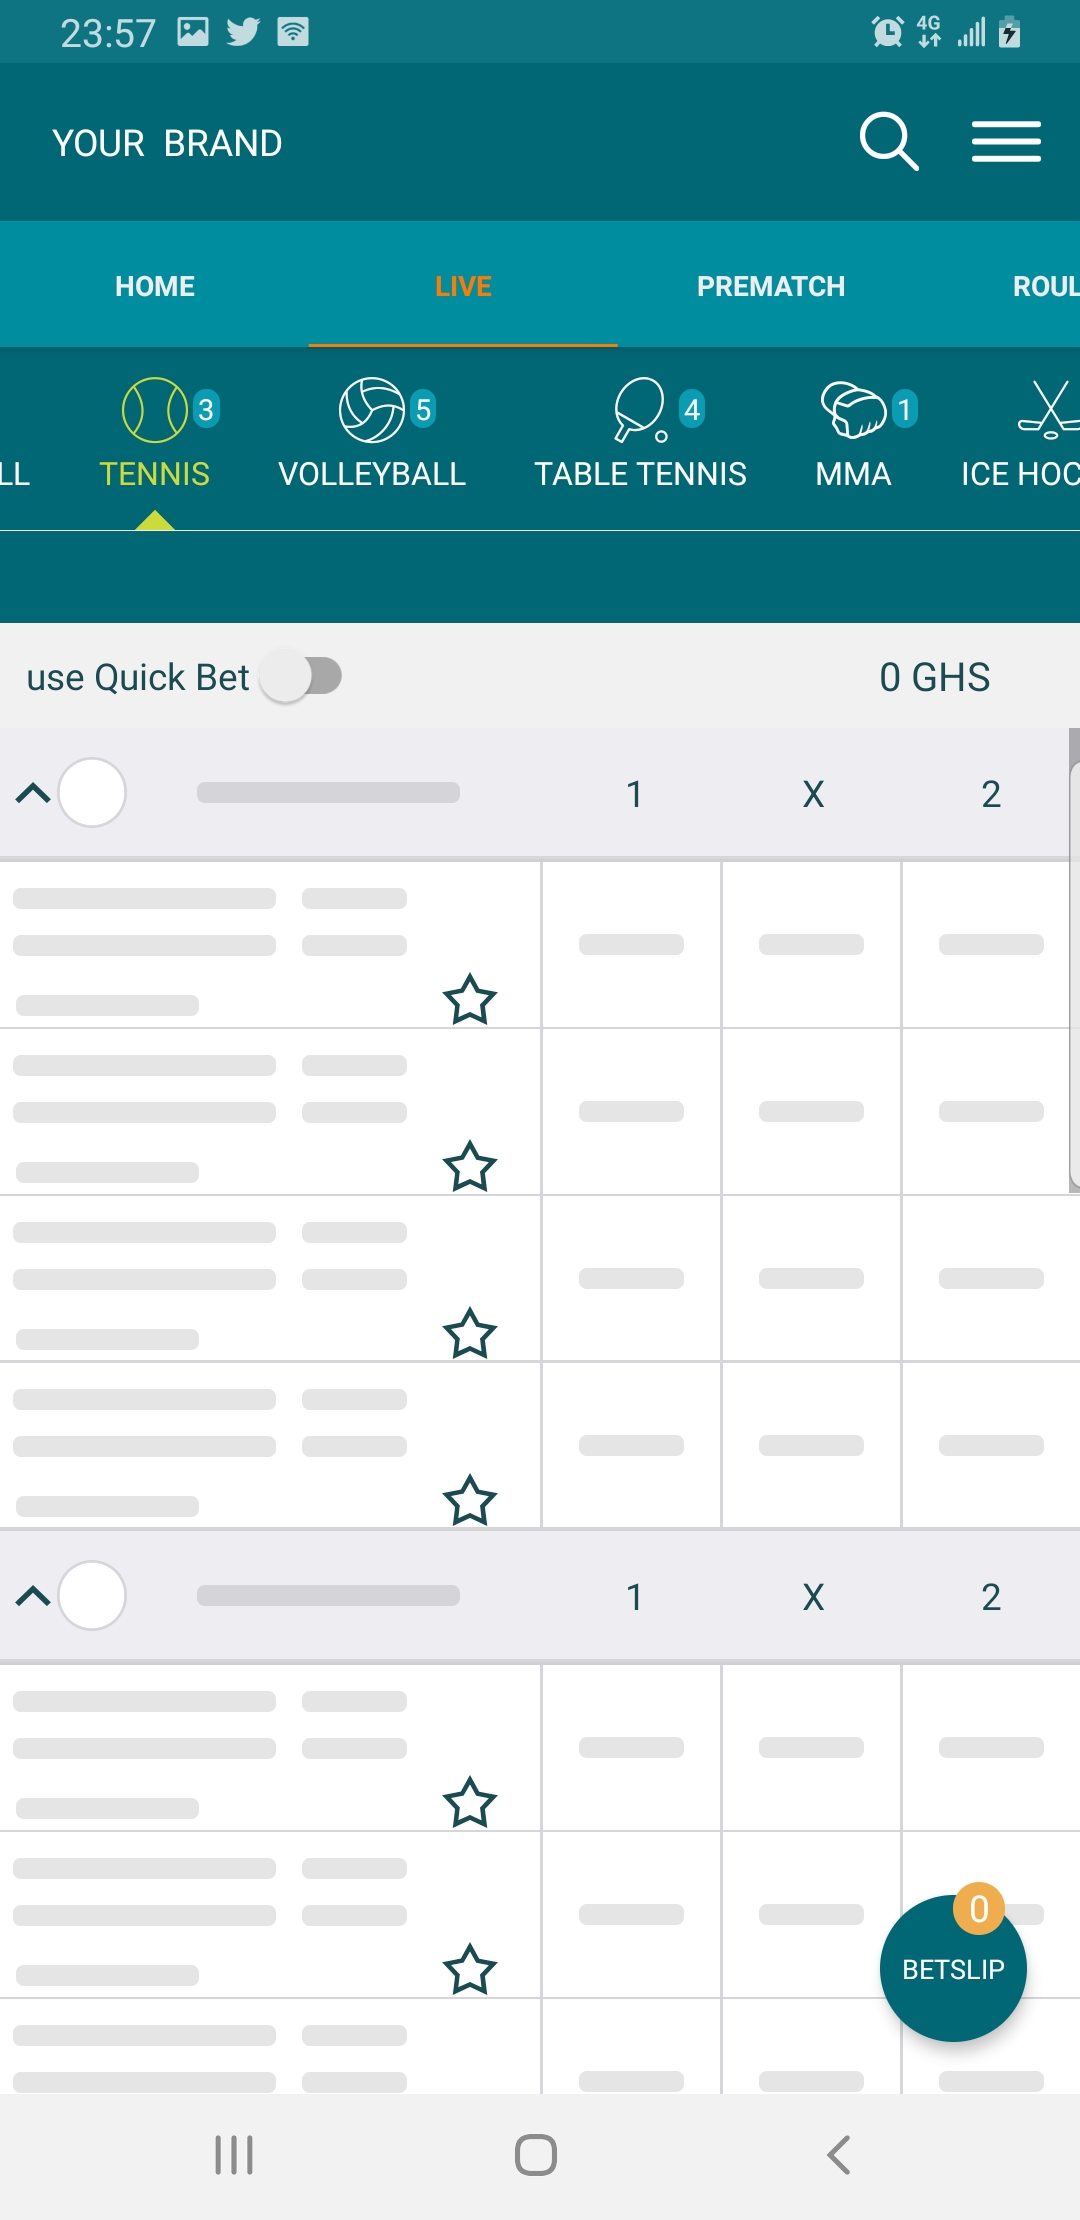 23:57
4G
YOUR BRAND
HOME LIVE PREMATCH ROUL
3 5 4 1
LL TENNIS VOLLEYBALL TABLE TENNIS MMA ICE HOC
use Quick Bet 0 GHS
1 X 2
1 X 2
0
BETSLIP